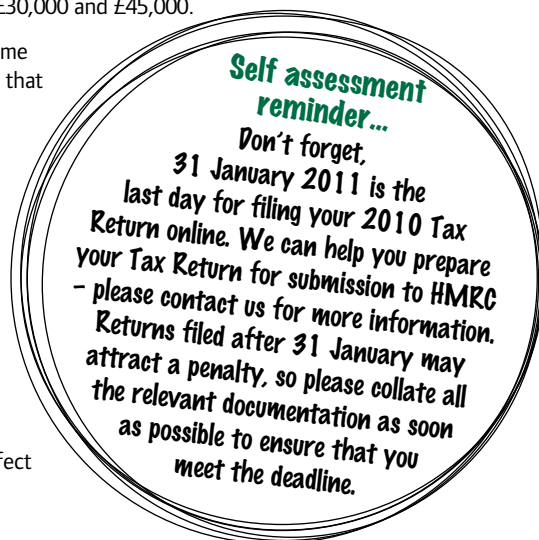 £30,000 and £45,000.
me
that
Self assessment
reminder...
Don't forget,
31 January 2011 is the
last day for filing your 2010 Tax
Return online. We can help you prepare
your Tax Return for submission to HMRC
– please contact us for more information.
Returns filed after 31 January may
attract a penalty, so please collate all
the relevant documentation as soon
as possible to ensure that you
meet the deadline.
fect